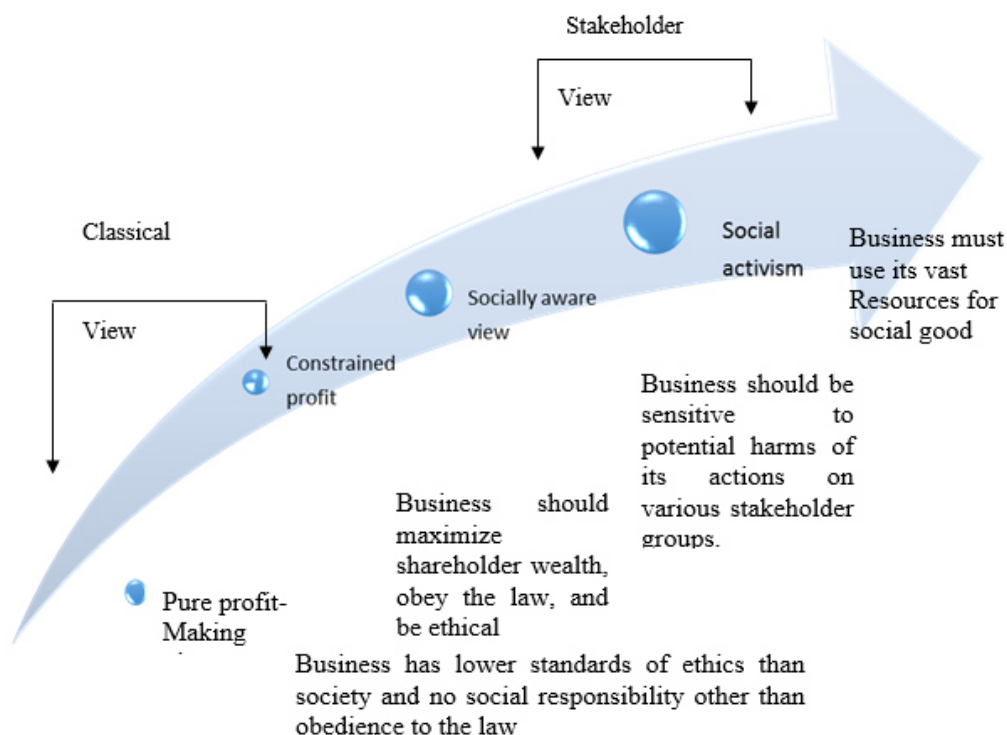 Stakeholder
View
Classical
View
Social
activism
Business must
use its vast
Resources for
social good
Socially aware
view
Constrained
profit
Business should be
sensitive to
potential harms of
its actions on
various stakeholder
groups.
Business should
maximize
shareholder wealth,
obey the law, and
be ethical
Pure profit-
Making
Business has lower standards of ethics than
society and no social responsibility other than
obedience to the law